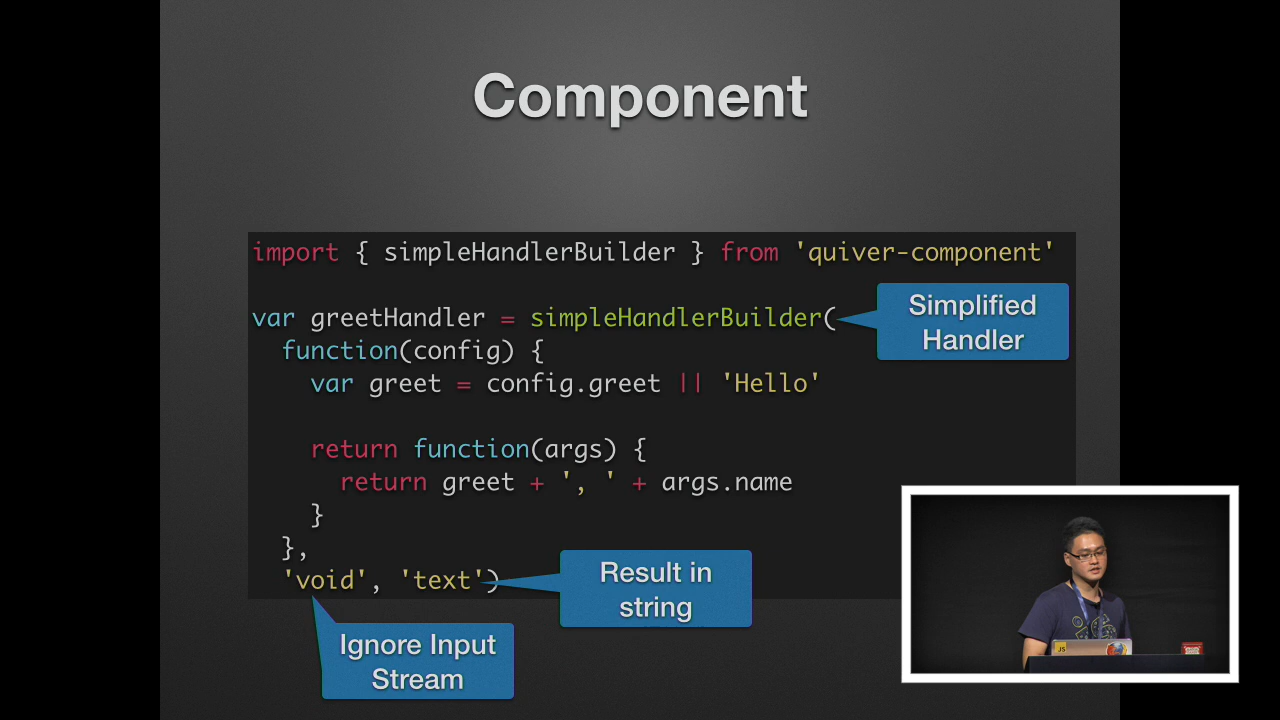 Component
import { simpleHandlerBuilder } from 'quiver-component'
var greetHandler = simpleHandlerBuilder(
Simplified
Handler
function(config) {
var greet = config.greet || 'Hello'
return function(args) {
return greet + ', ' + args.name
}
},
'void', 'text')
Result in
string
Ignore Input
Stream
JS